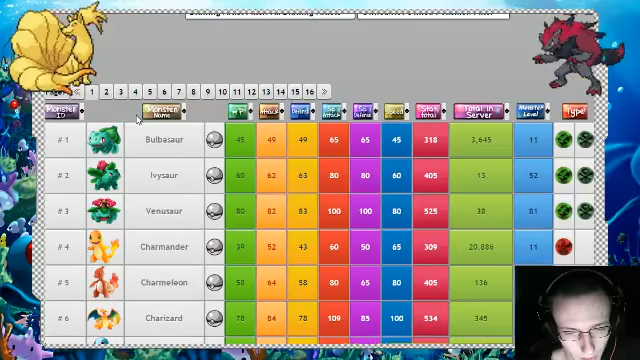 « 1 2 3 4 5 6 7 8 9 10 11 12 13 14 15 16 »
Monster ID Monster Name HP Attack Defend Sp Attack Sp Defense Speed Stat Total Total in Server Monster Level Type
# 1 Bulbasaur 45 49 49 65 65 45 318 3,645 11
# 2 Ivysaur 60 62 63 80 80 60 405 13 52
# 3 Venusaur 80 82 83 100 100 80 525 38 81
# 4 Charmander 39 52 43 60 50 65 309 20,886 11
# 5 Charmeleon 58 64 58 80 65 80 405 136
# 6 Charizard 78 84 78 109 85 100 534 345